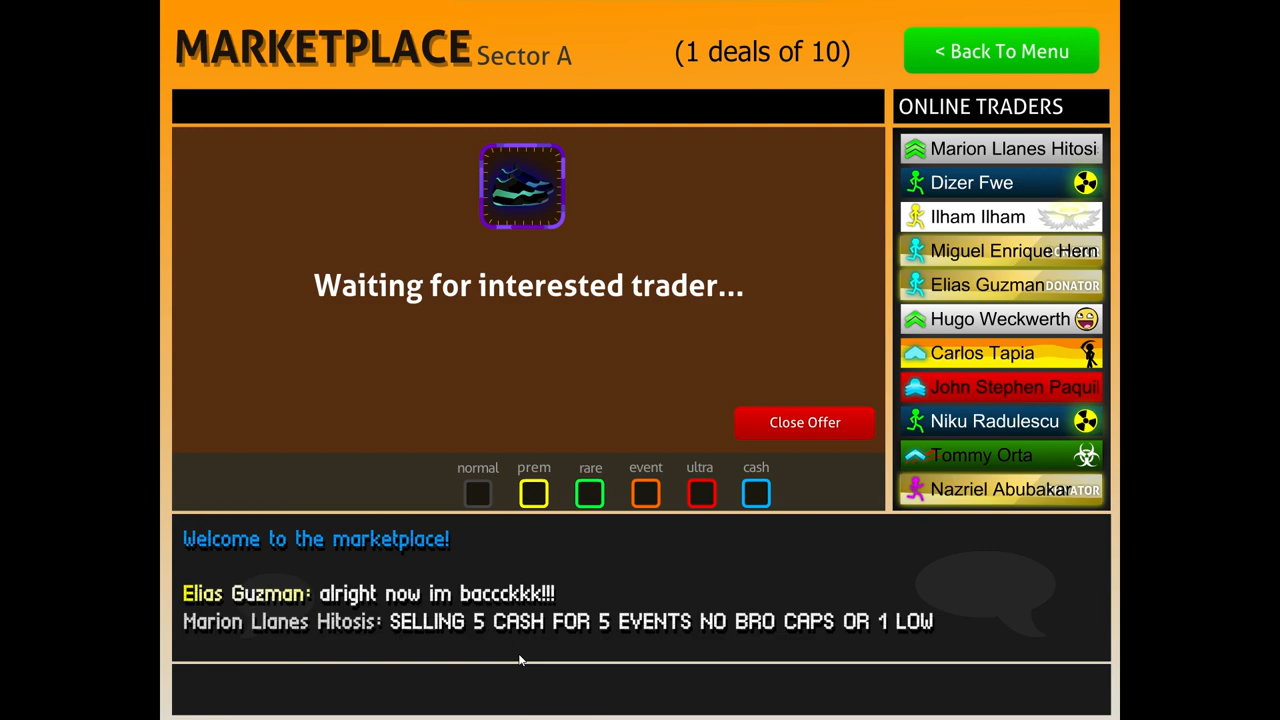 MARKETPLACE Sector A (1 deals of 10) < Back To Menu
ONLINE TRADERS
Marion Llanes Hitosi
Dizer Fwe
Ilham Ilham
Miguel Enrique Hern
Elias Guzman DONATOR
Hugo Weckwerth
Carlos Tapia
John Stephen Paqui
Niku Radulescu
Tommy Orta
Nazriel Abubakar
Waiting for interested trader...
Close Offer
normal prem rare event ultra cash
Welcome to the marketplace!
Elias Guzman: alright now im baccckkk!!!
Marion Llanes Hitosis: SELLING 5 CASH FOR 5 EVENTS NO BRO CAPS OR 1 LOW